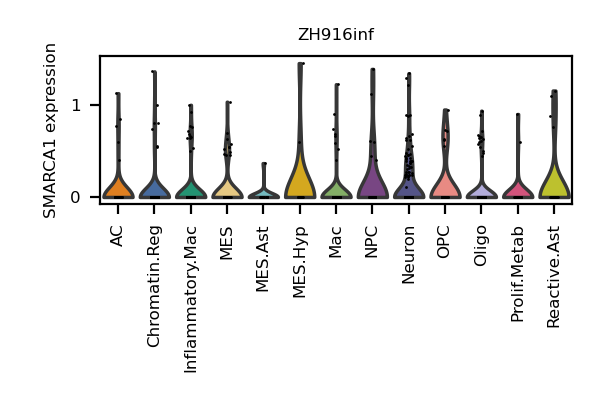 ZH916inf
SMARCA1 expression
1
0
AC
Chromatin.Reg
Inflammatory.Mac
MES
MES.Ast
MES.Hyp
Mac
NPC
Neuron
OPC
Oligo
Prolif.Metab
Reactive.Ast